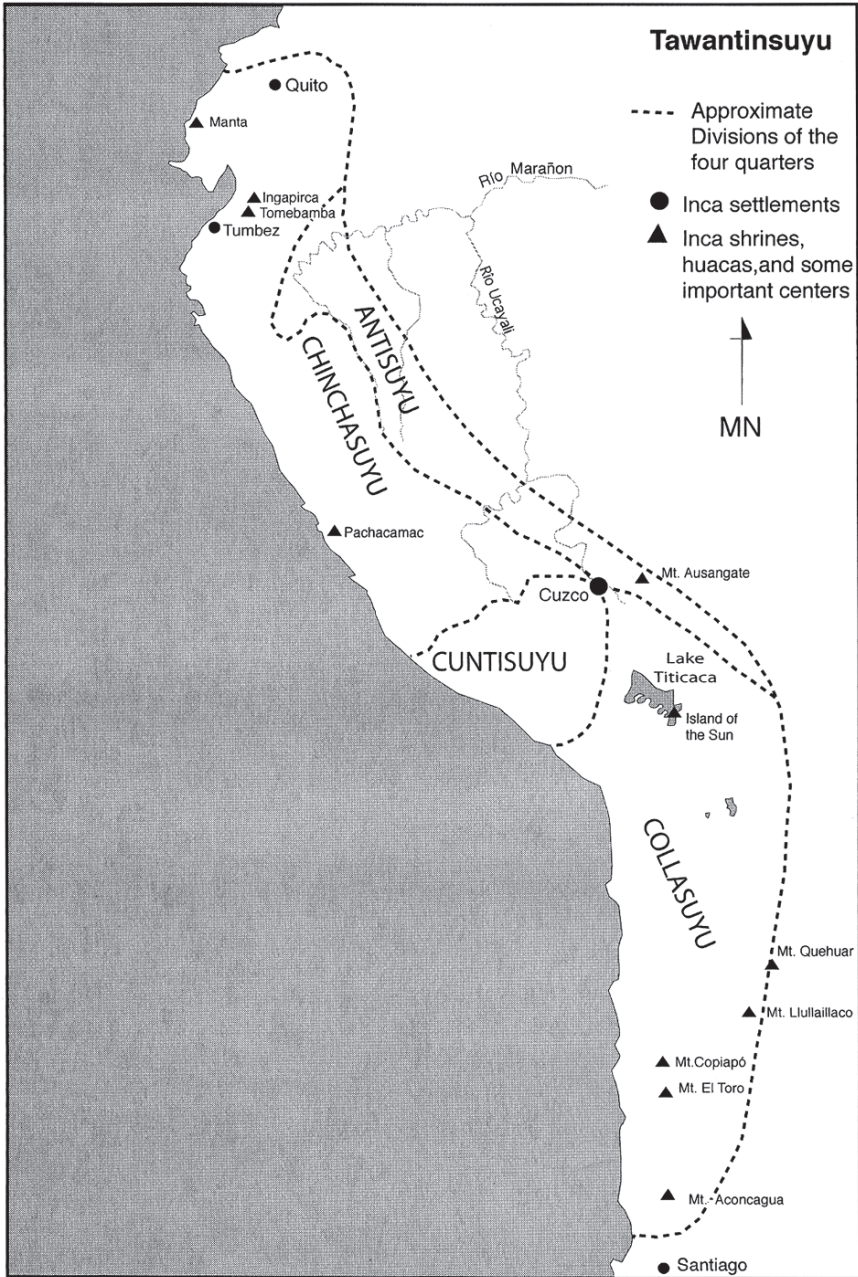 Tawantinsuyu
Approximate
Divisions of the
four quarters
Inca settlements
Inca shrines,
huacas,and some
important centers
MN
Quito
Manta
Río Marañon
Ingapirca
Tomebamba
Tumbez
Río Ucayali
ANTISUYU
CHINCHASUYU
Pachacamac
Mt. Ausangate
Cuzco
CUNTISUYU
Lake
Titicaca
Island of
the Sun
COLLASUYU
Mt. Quehuar
Mt. Llullaillaco
Mt.Copiapó
Mt. El Toro
Mt. Aconcagua
Santiago